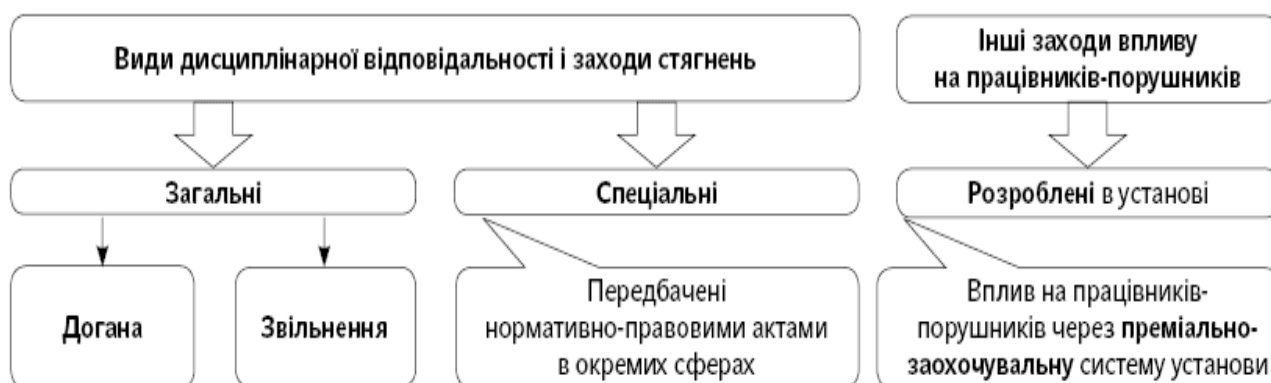 Види дисциплінарної відповідальності і заходи стягнень
Інші заходи впливу
на працівників-порушників
Загальні
Спеціальні
Розроблені в установі
Догана
Звільнення
Передбачені
нормативно-правовими актами
в окремих сферах
Вплив на працівників-
порушників через преміально-
заохочувальну систему установи